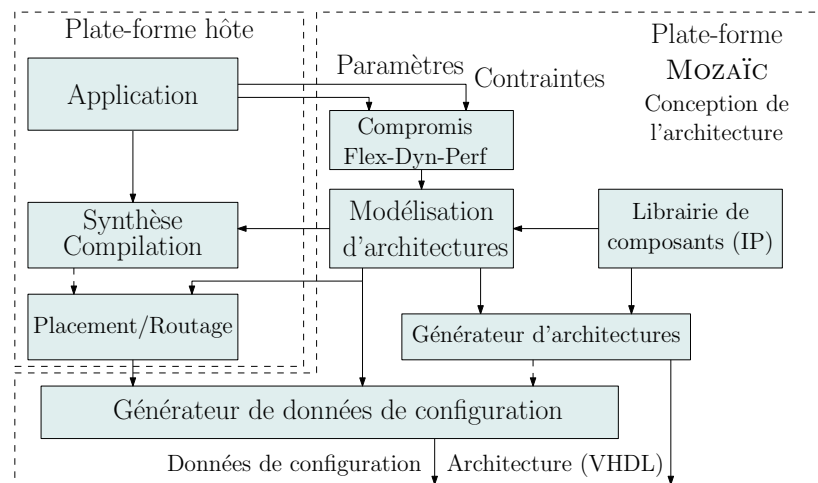 Plate-forme hôte
Plate-forme
MOZAÏC
Conception de
l'architecture
Paramètres
Contraintes
Application
Compromis
Flex-Dyn-Perf
Synthèse
Compilation
Modélisation
d'architectures
Librairie de
composants (IP)
Placement/Routage
Générateur d'architectures
Générateur de données de configuration
Données de configuration
Architecture (VHDL)